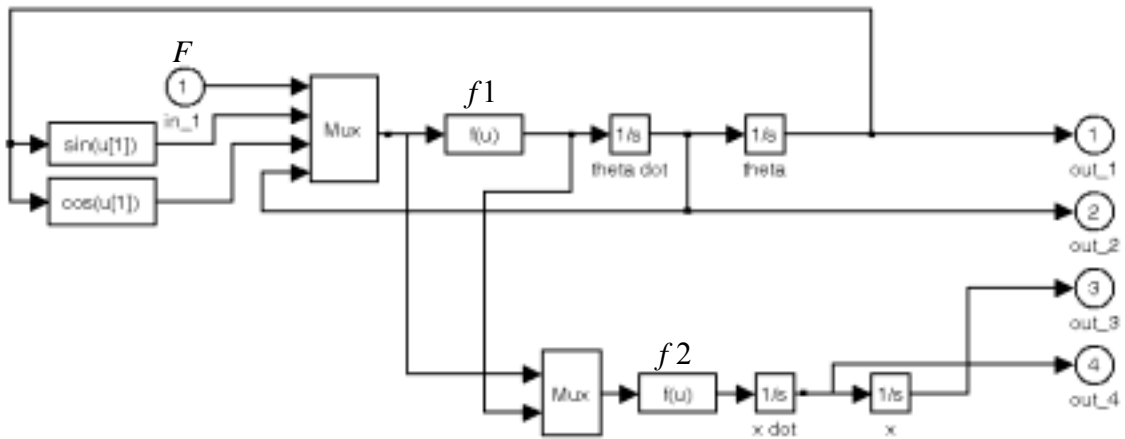 F
1
in_1
sin(u[1])
cos(u[1])
Mux
f1
f(u)
1/s
theta dot
1/s
theta
1
out_1
2
out_2
3
out_3
4
out_4
Mux
f2
f(u)
1/s
x dot
1/s
x